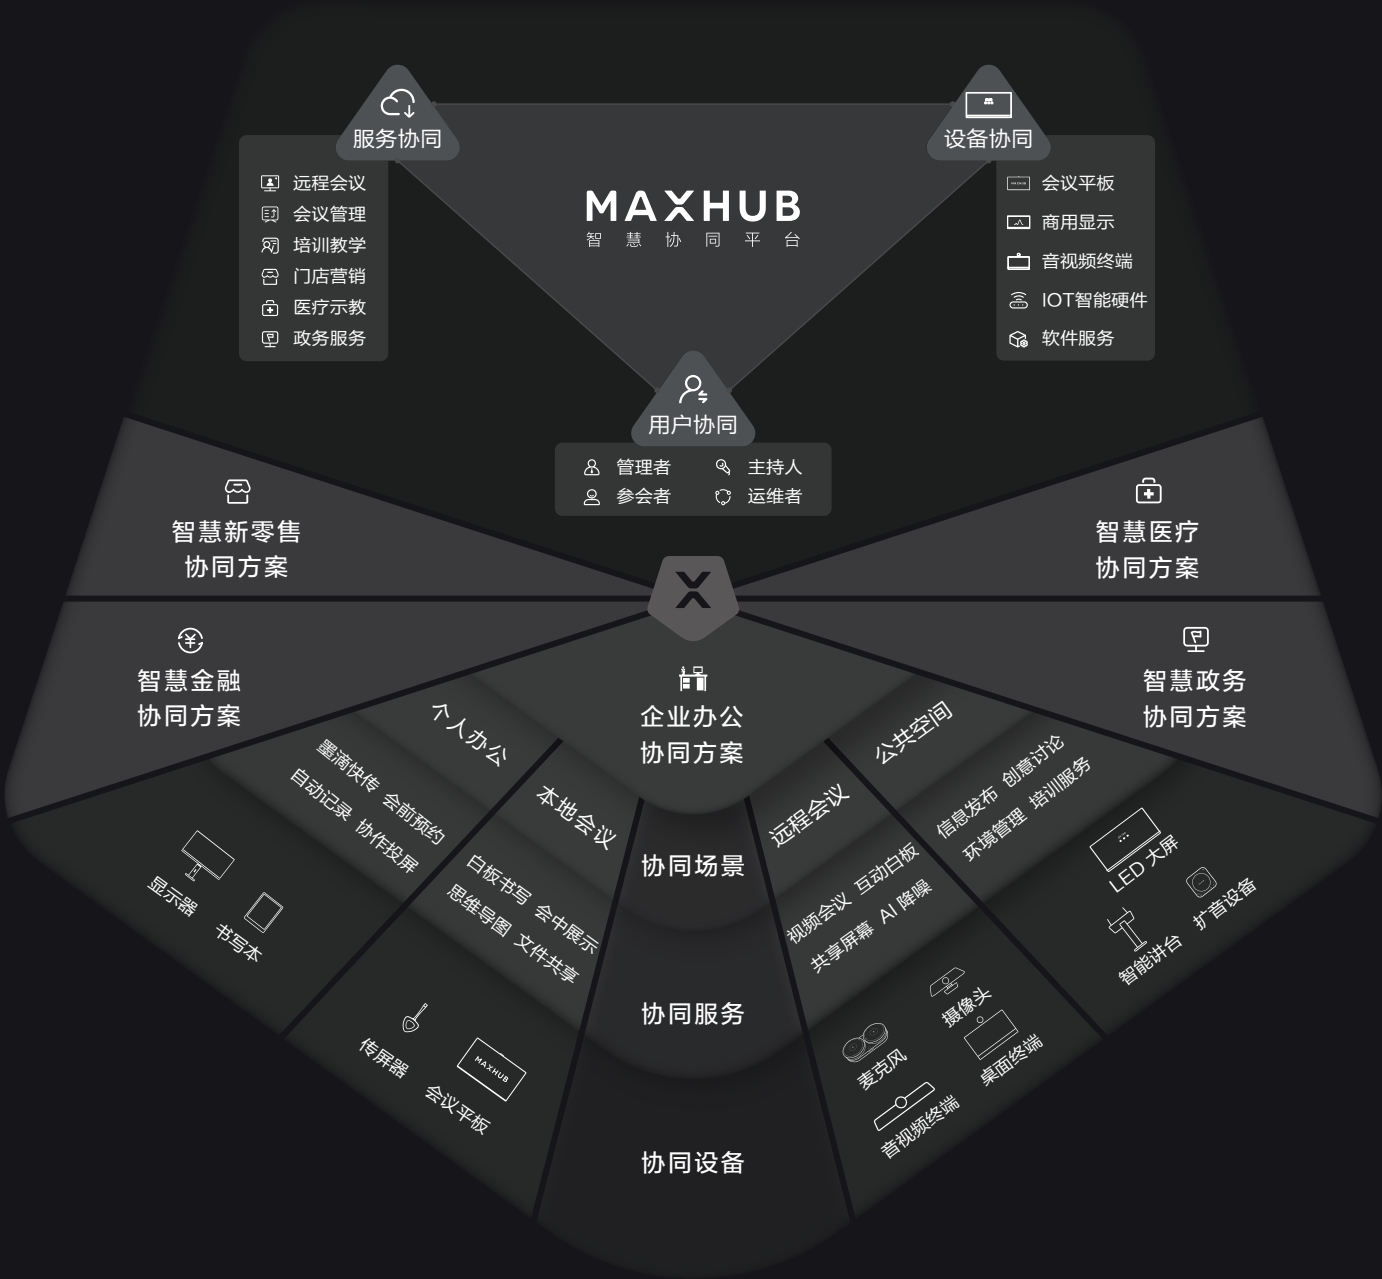 服务协同
远程会议
会议管理
培训教学
门店营销
医疗示教
政务服务
MAXHUB
智慧协同平台
设备协同
会议平板
商用显示
音视频终端
IOT智能硬件
软件服务
用户协同
管理者
主持人
参会者
运维者
智慧新零售
协同方案
智慧医疗
协同方案
智慧金融
协同方案
智慧政务
协同方案
X
企业办公
协同方案
个人办公
墨滴快传 会前预约
自动记录 协作投屏
显示器
书写本
本地会议
白板书写 会中展示
思维导图 文件共享
传屏器
MAXHUB
会议平板
协同场景
协同服务
协同设备
远程会议
视频会议 互动白板
共享屏幕 AI 降噪
摄像头
麦克风
桌面终端
音视频终端
公共空间
信息发布 创意讨论
环境管理 培训服务
LED 大屏
扩音设备
智能讲台